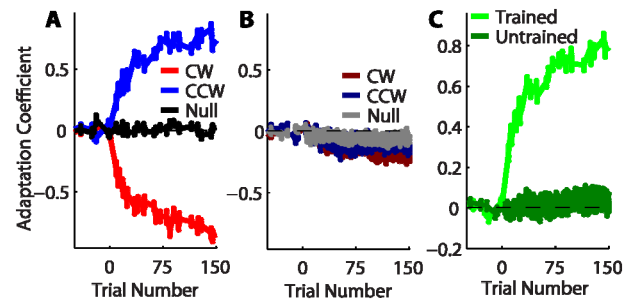 A
B
C
Adaptation Coefficient
0.5
0
−0.5
CW
CCW
Null
0
75
150
Trial Number
0.5
0
−0.5
CW
CCW
Null
0
75
150
Trial Number
Trained
Untrained
0.8
0.6
0.4
0.2
0
−0.2
0
75
150
Trial Number